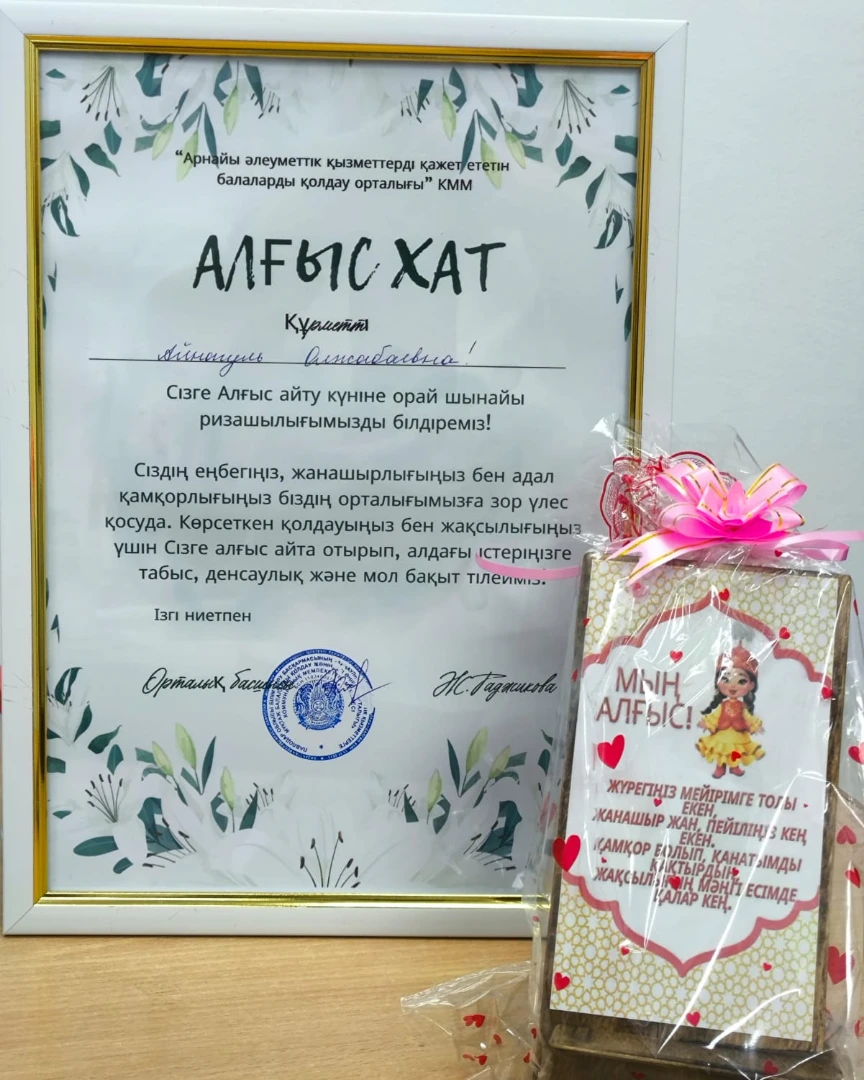 “Арнайы әлеуметтік қызметтерді қажет ететін
балаларды қолдау орталығы” КММ
АЛҒЫС ХАТ
Құрметті
Айнагуль Олжабаевна!
Сізге Алғыс айту күніне орай шынайы
ризашылығымызды білдіреміз!
Сіздің еңбегіңіз, жанашырлығыңыз бен адал
қамқорлығыңыз біздің орталығымызға зор үлес
қосуда. Көрсеткен қолдауыңыз бен жақсылығыңыз
үшін Сізге алғыс айта отырып, алдағы істеріңізге
табыс, денсаулық және мол бақыт тілейміз!
Ізгі ниетпен
Орталық басшысы
Ж.Гаджикова
МЫҢ
АЛҒЫС!
ЖҮРЕГІҢІЗ МЕЙІРІМГЕ ТОЛЫ
ЕКЕН,
ЖАНАШЫР ЖАН, ПЕЙІЛІҢІЗ КЕҢ
ЕКЕН.
ҚАМҚОР БОЛЫП, ҚАНАТЫМДЫ
ҚАҚТЫРДЫҢ
ЖАҚСЫЛЫҒЫҢ МӘҢГІ ЕСІМДЕ
ҚАЛАР КЕҢ.